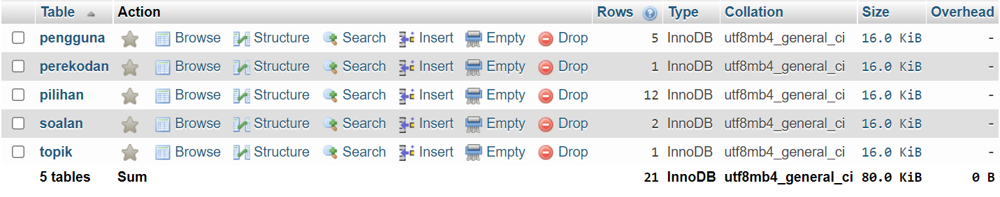 Table Action Rows Type Collation Size Overhead
pengguna Browse Structure Search Insert Empty Drop 5 InnoDB utf8mb4_general_ci 16.0 KiB -
perekodan Browse Structure Search Insert Empty Drop 1 InnoDB utf8mb4_general_ci 16.0 KiB -
pilihan Browse Structure Search Insert Empty Drop 12 InnoDB utf8mb4_general_ci 16.0 KiB -
soalan Browse Structure Search Insert Empty Drop 2 InnoDB utf8mb4_general_ci 16.0 KiB -
topik Browse Structure Search Insert Empty Drop 1 InnoDB utf8mb4_general_ci 16.0 KiB -
5 tables Sum 21 InnoDB utf8mb4_general_ci 80.0 KiB 0 B